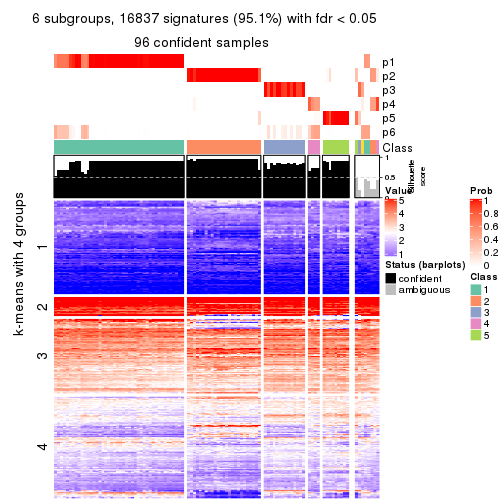 6 subgroups, 16837 signatures (95.1%) with fdr < 0.05
96 confident samples
p1
p2
p3
p4
p5
p6
Class
1
0.5
0
Silhouette
score
k-means with 4 groups
1
2
3
4
Value
5
4
3
2
1
Status (barplots)
confident
ambiguous
Prob
1
0.8
0.6
0.4
0.2
0
Class
1
2
3
4
5